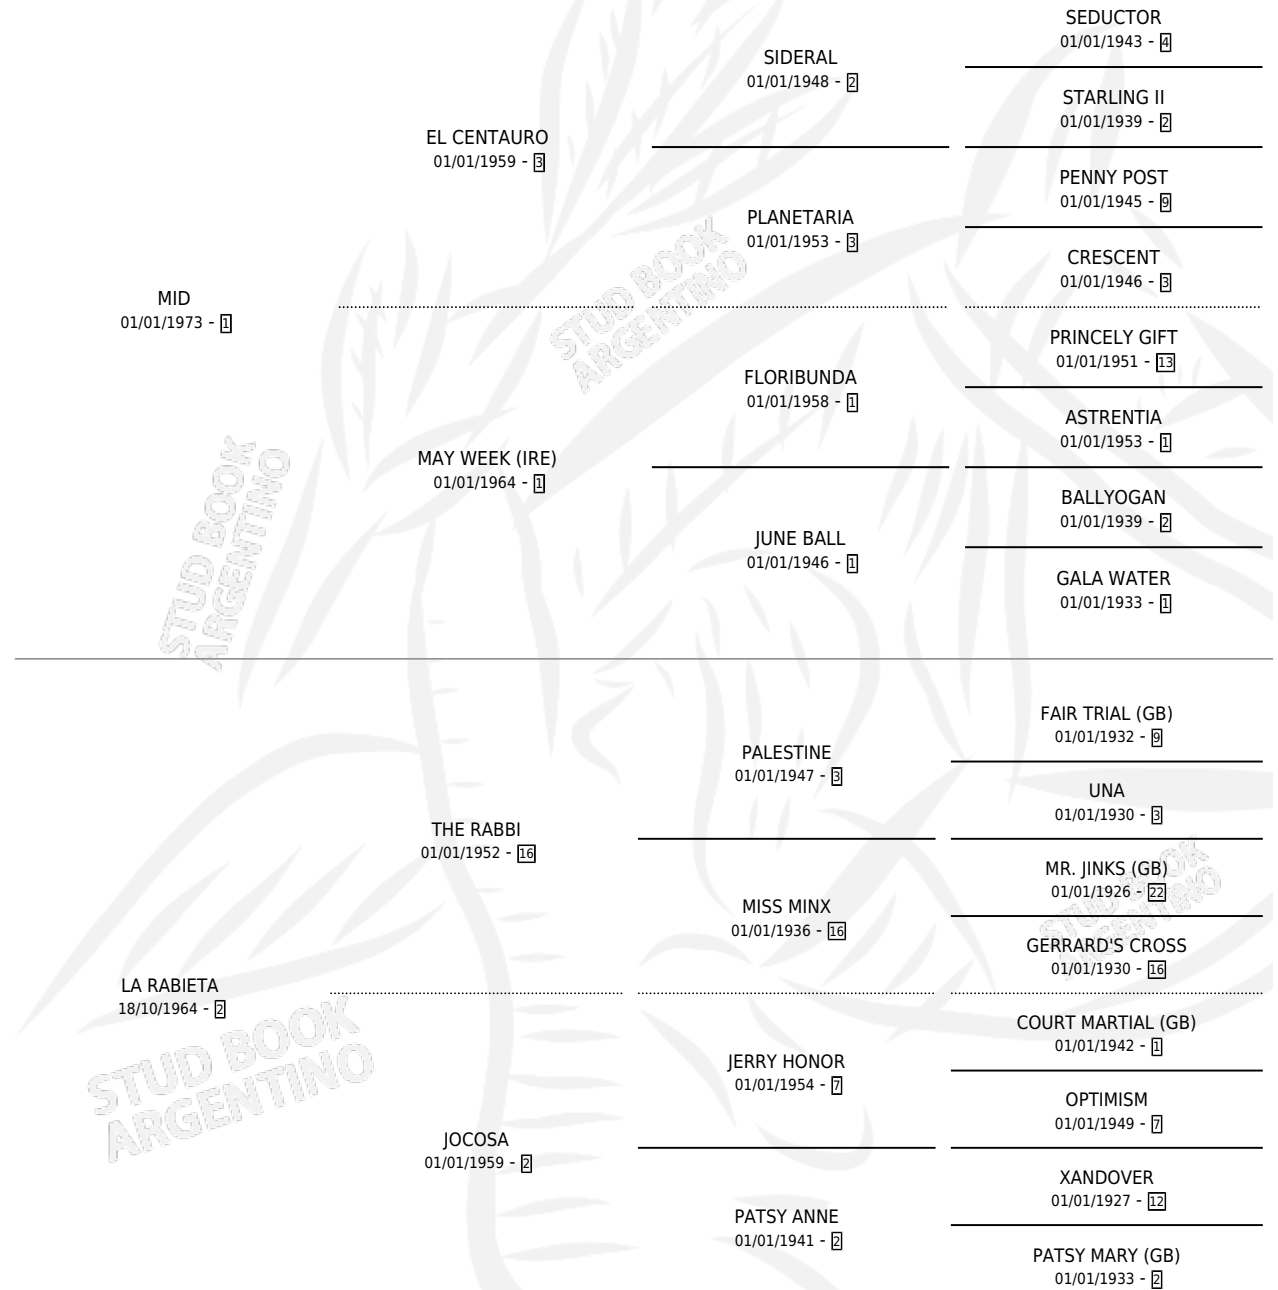 SEDUCTOR
01/01/1943 - 4
SIDERAL
01/01/1948 - 2
STARLING II
01/01/1939 - 2
EL CENTAURO
01/01/1959 - 3
PENNY POST
01/01/1945 - 9
PLANETARIA
01/01/1953 - 3
CRESCENT
01/01/1946 - 3
MID
01/01/1973 - 1
PRINCELY GIFT
01/01/1951 - 13
FLORIBUNDA
01/01/1958 - 1
ASTRENTIA
01/01/1953 - 1
MAY WEEK (IRE)
01/01/1964 - 1
BALLYOGAN
01/01/1939 - 2
JUNE BALL
01/01/1946 - 1
GALA WATER
01/01/1933 - 1
STUD BOOK
ARGENTINO
STUD BOOK
ARGENTINO
FAIR TRIAL (GB)
01/01/1932 - 9
PALESTINE
01/01/1947 - 3
UNA
01/01/1930 - 3
THE RABBI
01/01/1952 - 16
MR. JINKS (GB)
01/01/1926 - 22
MISS MINX
01/01/1936 - 16
GERRARD'S CROSS
01/01/1930 - 16
LA RABIETA
18/10/1964 - 2
COURT MARTIAL (GB)
01/01/1942 - 1
JERRY HONOR
01/01/1954 - 7
OPTIMISM
01/01/1949 - 7
JOCOSA
01/01/1959 - 2
XANDOVER
01/01/1927 - 12
PATSY ANNE
01/01/1941 - 2
PATSY MARY (GB)
01/01/1933 - 2
STUD BOOK
ARGENTINO
STUD BOOK
ARGENTINO